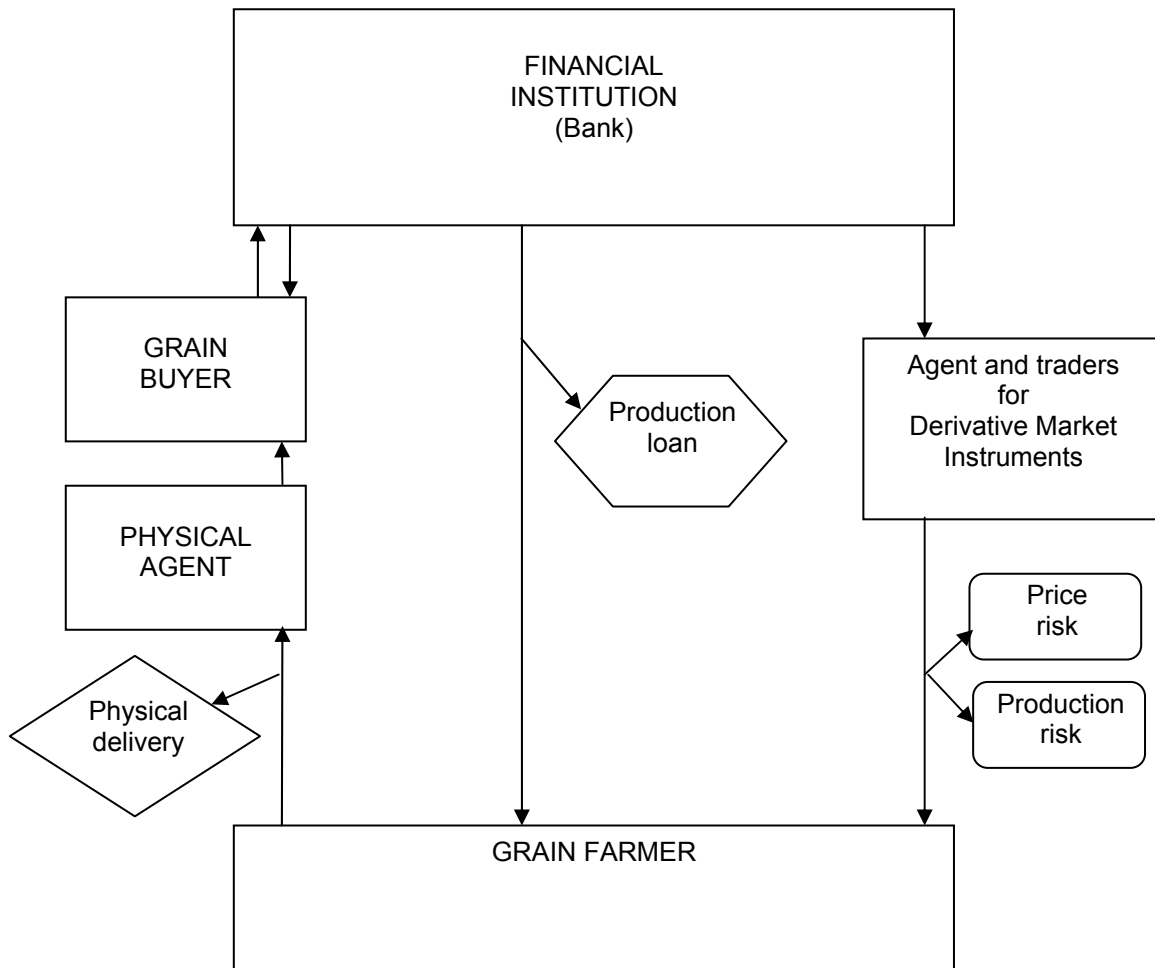 FINANCIAL
INSTITUTION
(Bank)
GRAIN
BUYER
Agent and traders
for
Derivative Market
Instruments
Production
loan
PHYSICAL
AGENT
Price
risk
Physical
delivery
Production
risk
GRAIN FARMER